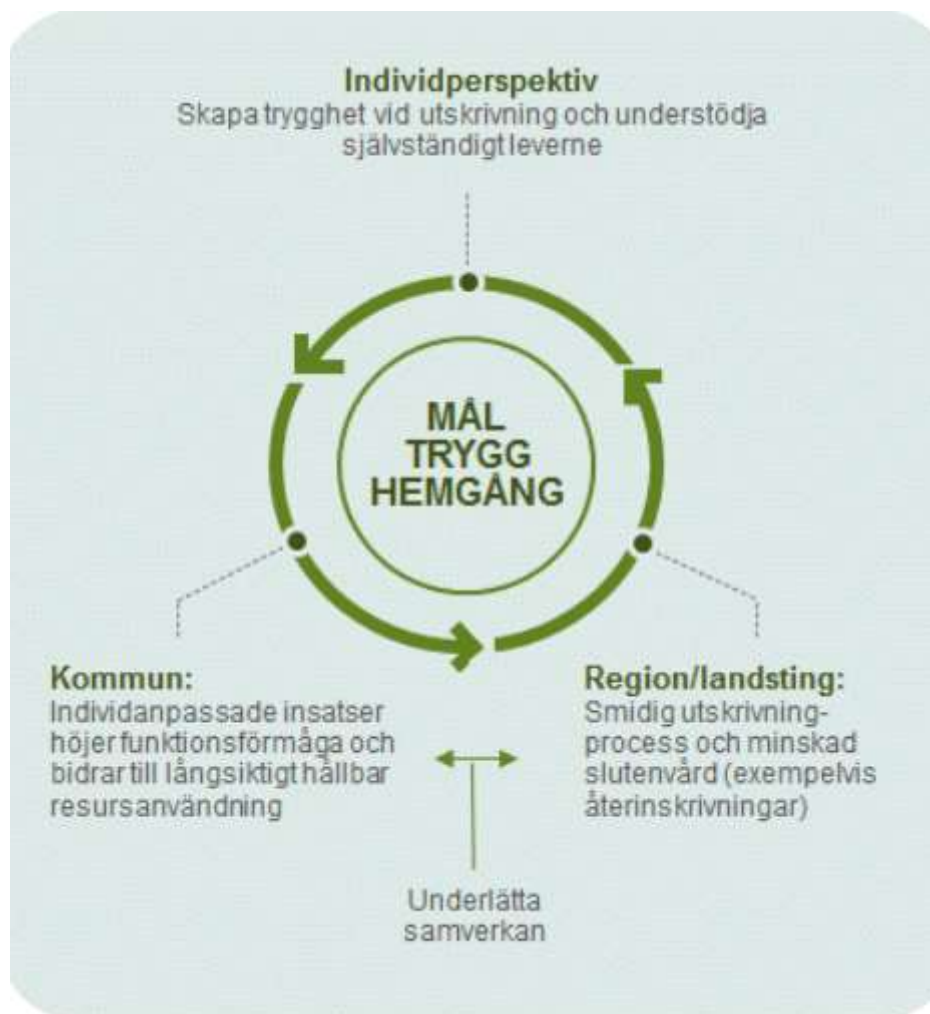 Individperspektiv
Skapa trygghet vid utskrivning och understödja
självständigt leverne
MÅL
TRYGG
HEMGÅNG
Kommun:
Individanpassade insatser
höjer funktionsförmåga och
bidrar till långsiktigt hållbar
resursanvändning
Region/landsting:
Smidig utskrivning-
process och minskad
slutenvård (exempelvis
återinskrivningar)
Underlätta
samverkan